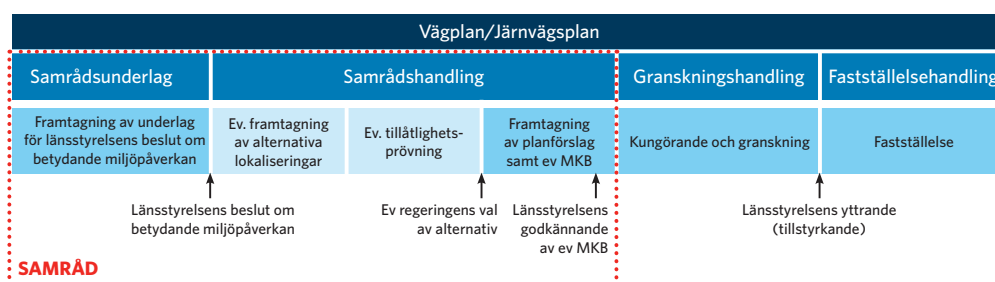 Vägplan/Järnvägsplan
Samrådsunderlag
Samrådshandling
Granskningshandling
Fastställelsehandling
Framtagning av underlag
för länsstyrelsens beslut om
betydande miljöpåverkan
Ev. framtagning
av alternativa
lokaliseringar
Ev. tillåtlighets-
prövning
Framtagning
av planförslag
samt ev MKB
Kungörande och granskning
Fastställelse
Länsstyrelsens beslut om
betydande miljöpåverkan
Ev regeringens val
av alternativ
Länsstyrelsens
godkännande
av ev MKB
Länsstyrelsens yttrande
(tillstyrkande)
SAMRÅD